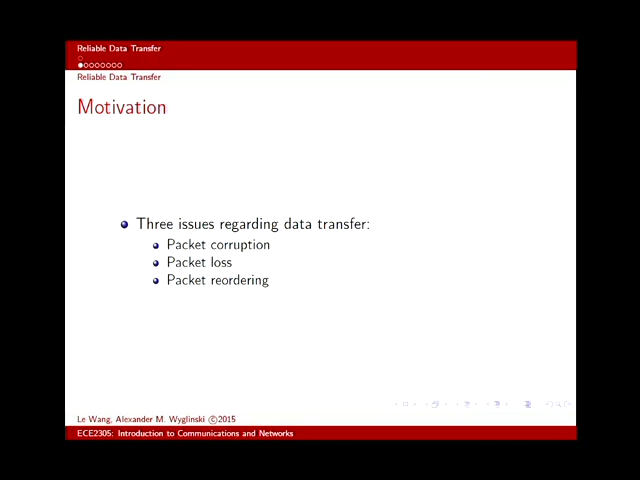 Reliable Data Transfer
Reliable Data Transfer
Motivation
Three issues regarding data transfer:
Packet corruption
Packet loss
Packet reordering
Le Wang, Alexander M. Wyglinski ©2015
ECE2305: Introduction to Communications and Networks